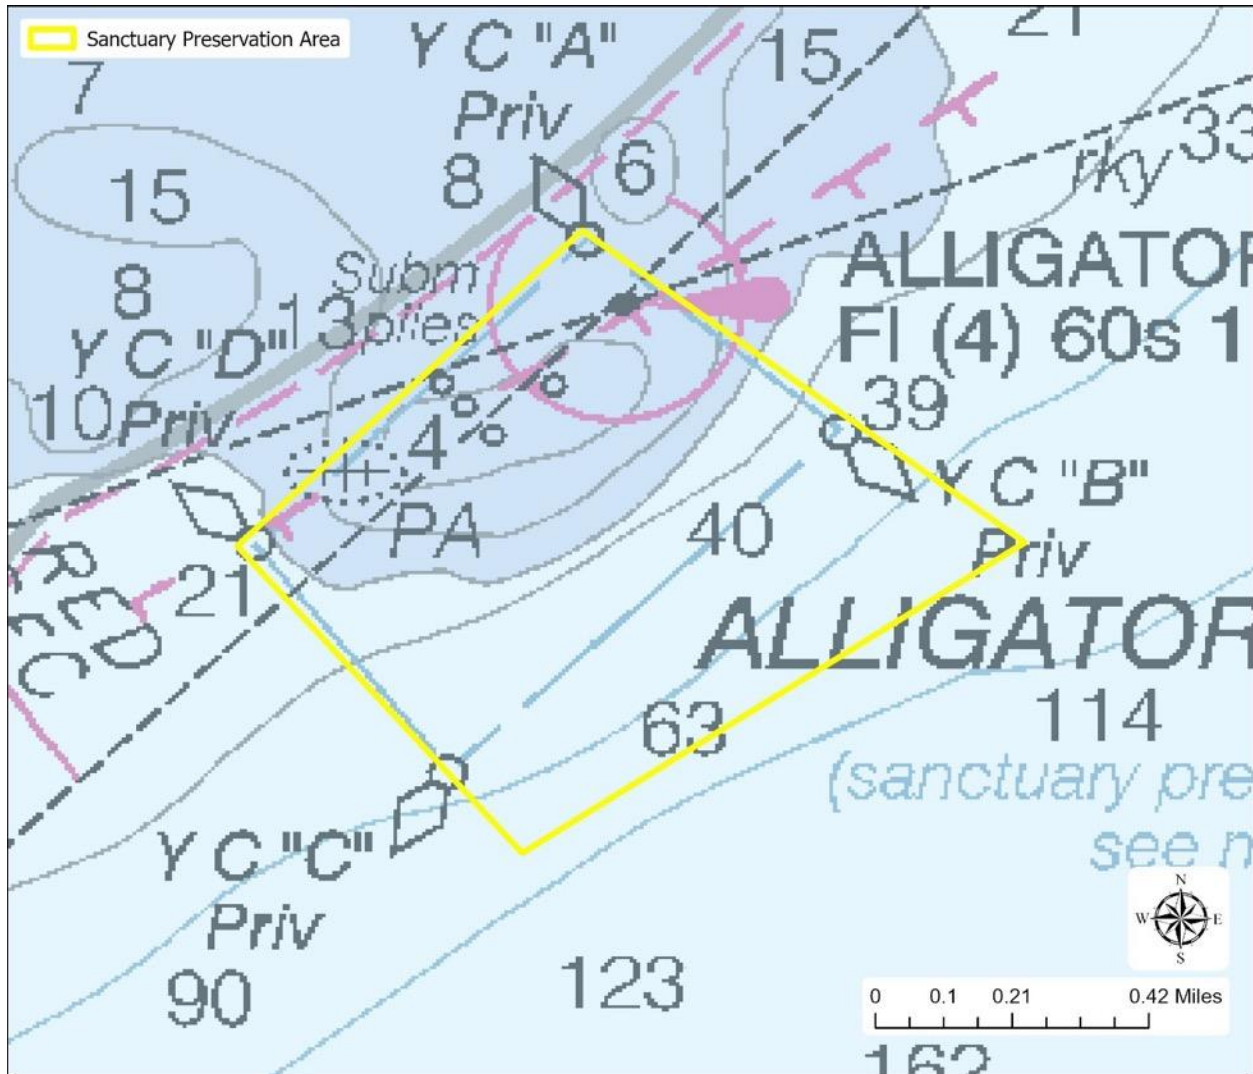 Sanctuary Preservation Area
Y C "A"
Priv
7
15
21
8
6
15
33
rky
8
Subm
piles
13
ALLIGATOR
Fl (4) 60s 1
Y C "D"
Priv
10
39
4
PA
Y C "B"
Priv
40
21
RED
ALLIGATOR
63
114
(sanctuary pre
see n
Y C "C"
Priv
90
123
N
W E
S
0 0.1 0.21 0.42 Miles
162